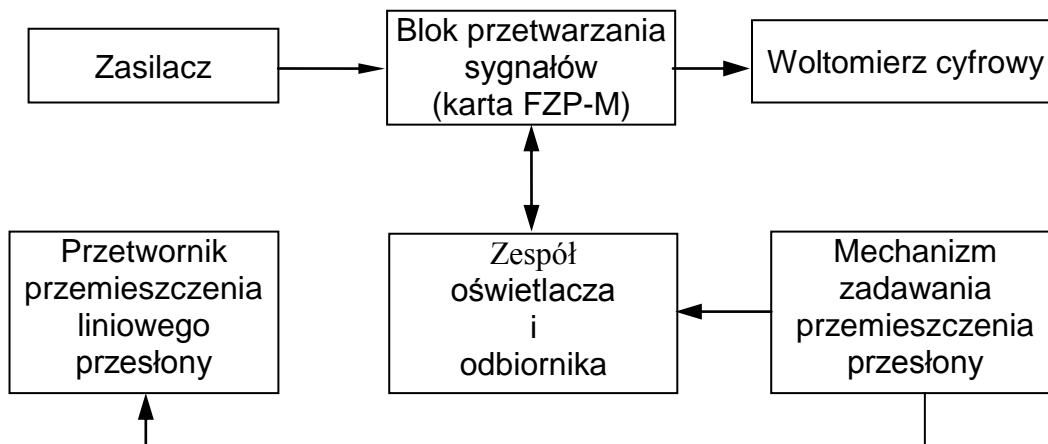 Zasilacz
Blok przetwarzania
sygnałów
(karta FZP-M)
Woltomierz cyfrowy
Przetwornik
przemieszczenia
liniowego
przesłony
Zespół
oświetlacza
i
odbiornika
Mechanizm
zadawania
przemieszczenia
przesłony